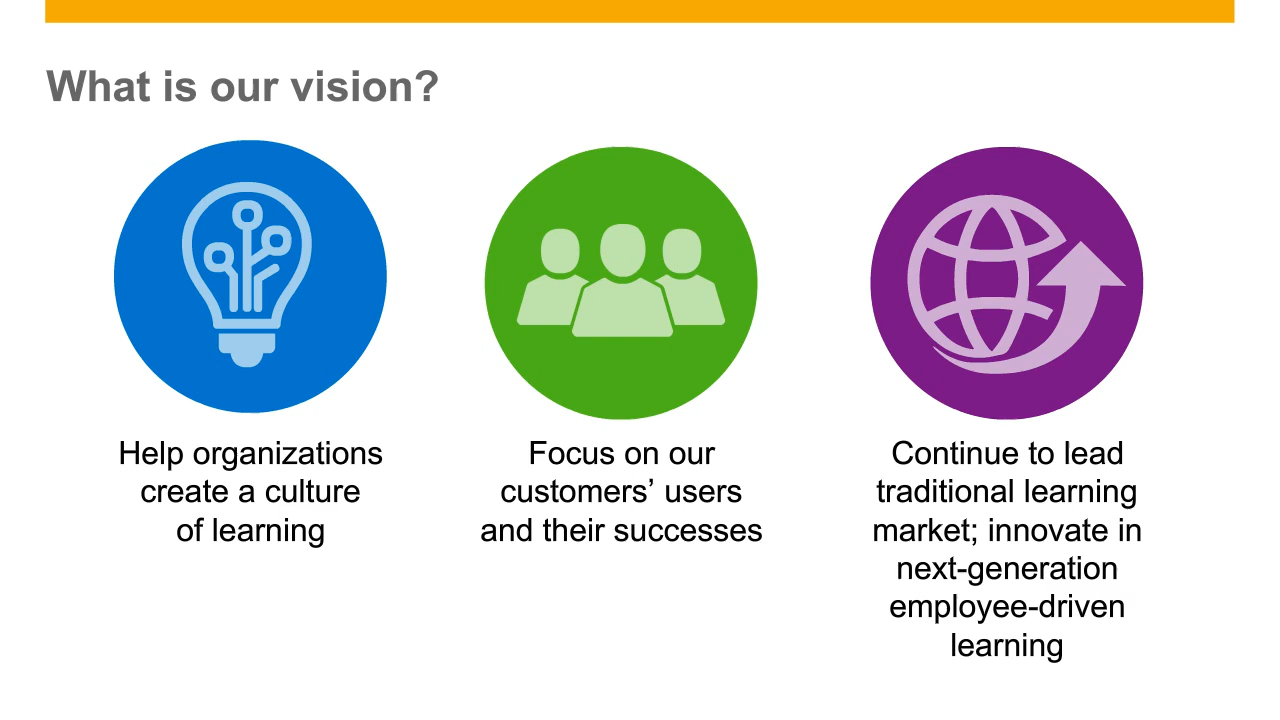 What is our vision?
Help organizations
create a culture
of learning
Focus on our
customers’ users
and their successes
Continue to lead
traditional learning
market; innovate in
next-generation
employee-driven
learning